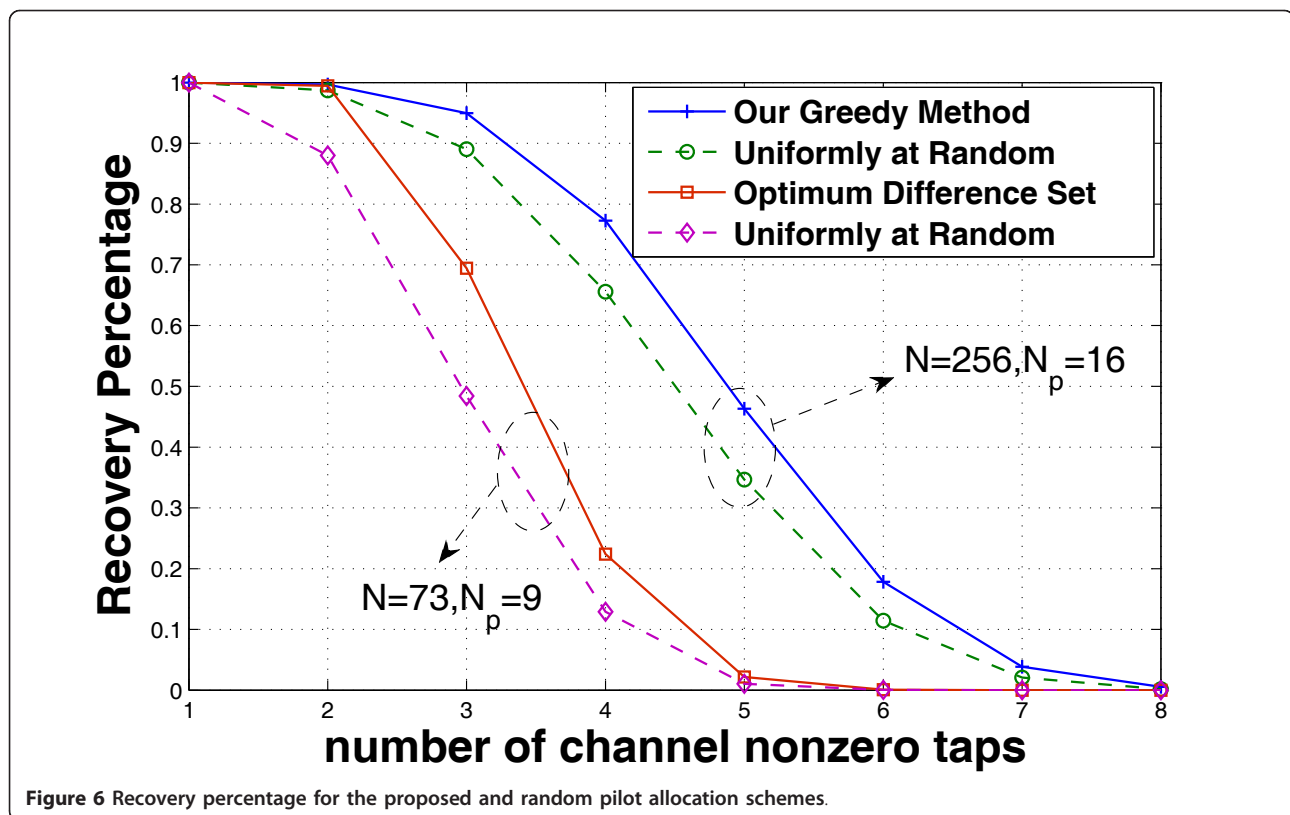 1
0.9
0.8
0.7
0.6
0.5
0.4
0.3
0.2
0.1
0
Recovery Percentage
Our Greedy Method
Uniformly at Random
Optimum Difference Set
Uniformly at Random
N=256,N_p=16
N=73,N_p=9
1 2 3 4 5 6 7 8
number of channel nonzero taps
Figure 6 Recovery percentage for the proposed and random pilot allocation schemes.